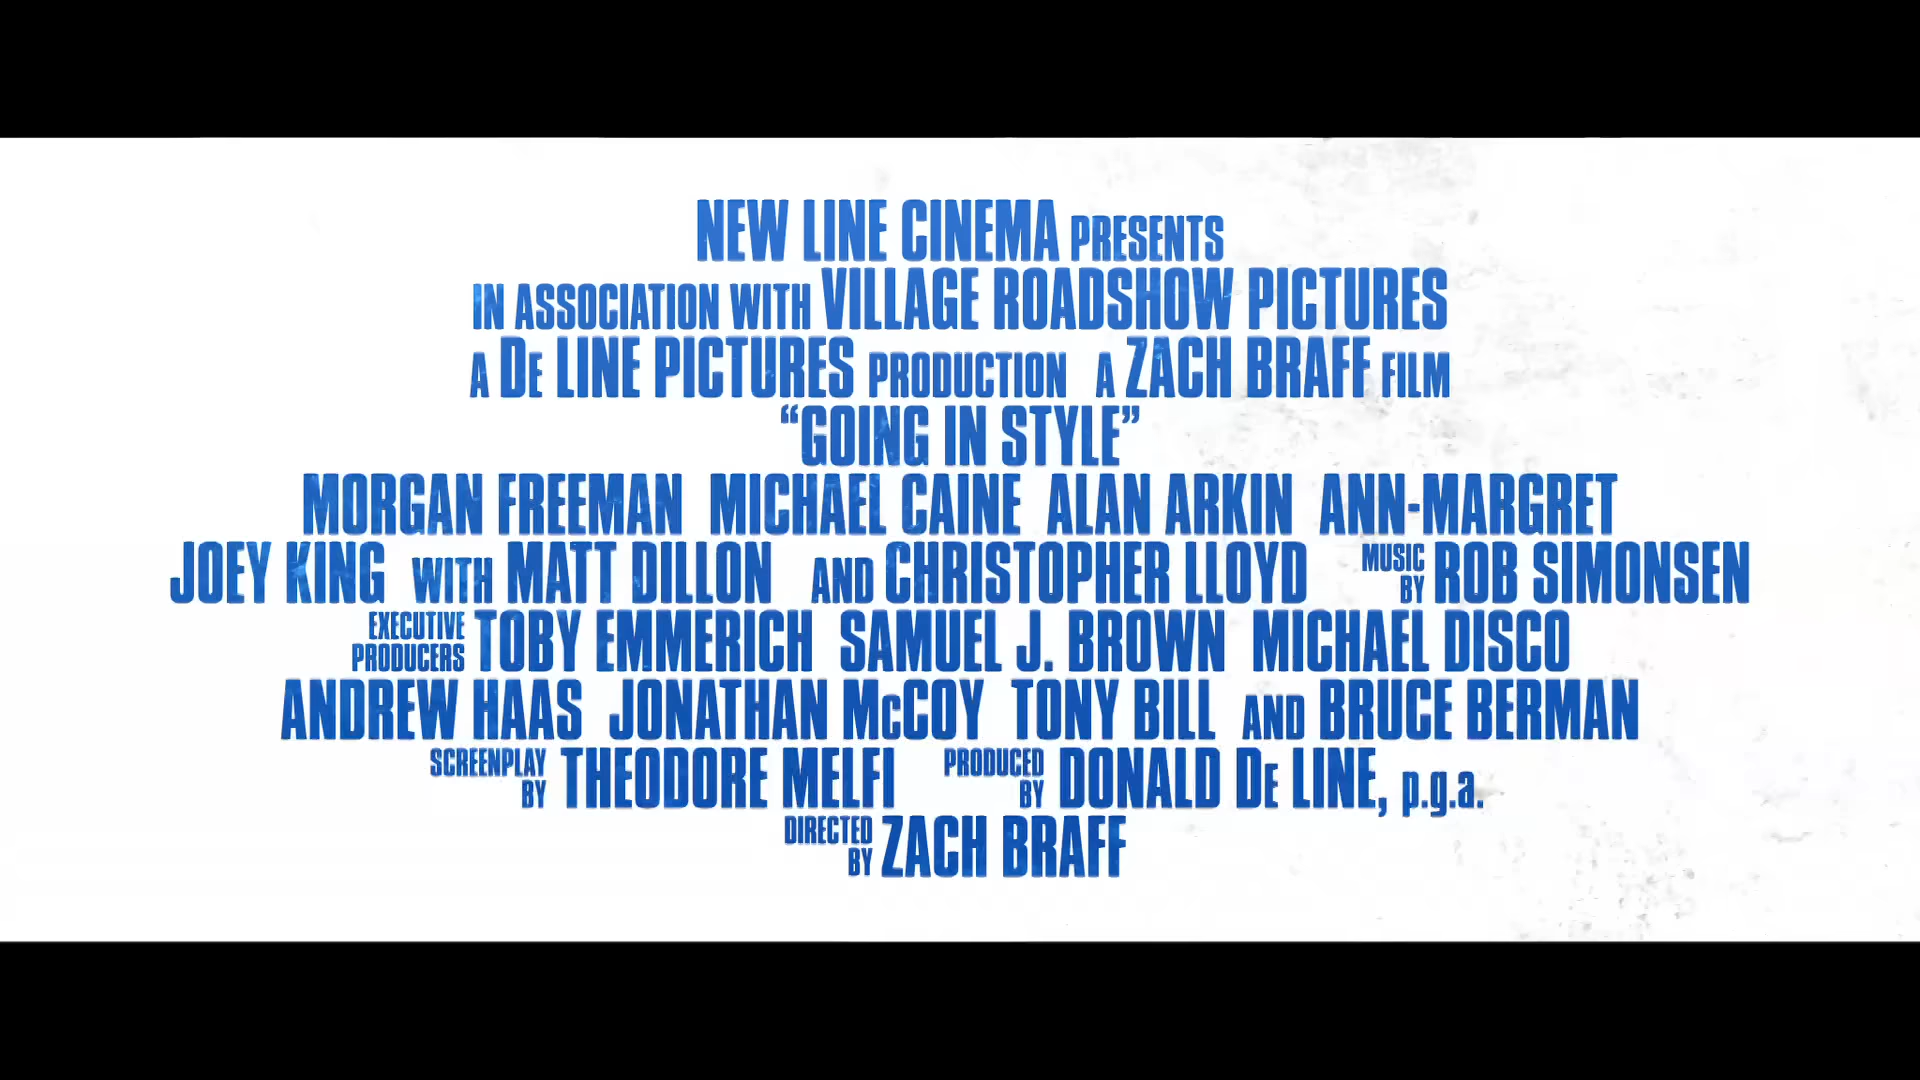 NEW LINE CINEMA PRESENTS
IN ASSOCIATION WITH VILLAGE ROADSHOW PICTURES
A De LINE PICTURES PRODUCTION A ZACH BRAFF FILM
“GOING IN STYLE”
MORGAN FREEMAN MICHAEL CAINE ALAN ARKIN ANN-MARGRET
JOEY KING WITH MATT DILLON AND CHRISTOPHER LLOYD MUSIC BY ROB SIMONSEN
EXECUTIVE PRODUCERS TOBY EMMERICH SAMUEL J. BROWN MICHAEL DISCO
ANDREW HAAS JONATHAN McCOY TONY BILL AND BRUCE BERMAN
SCREENPLAY BY THEODORE MELFI PRODUCED BY DONALD De LINE, p.g.a.
DIRECTED BY ZACH BRAFF